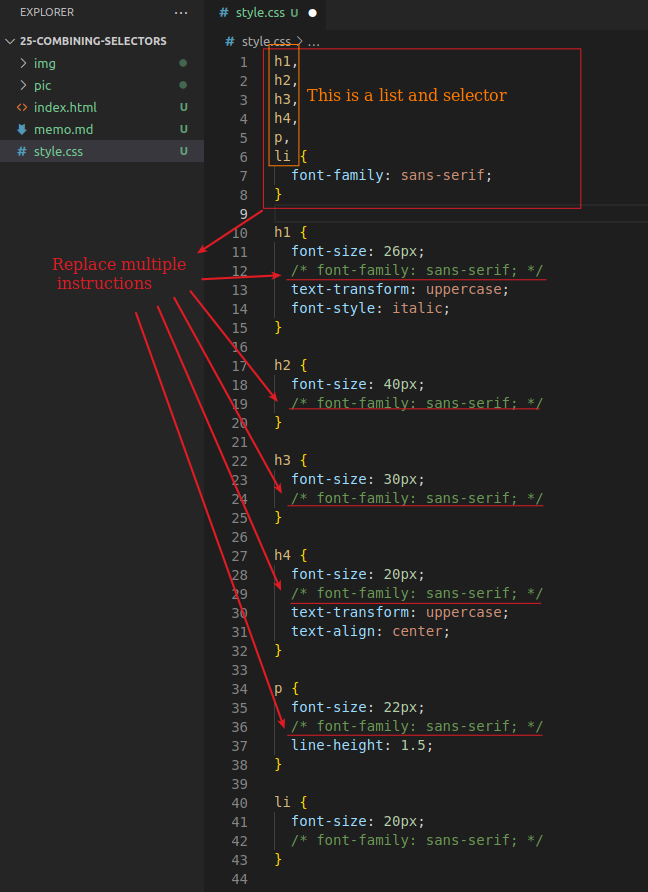 EXPLORER ···
25-COMBINING-SELECTORS
img
pic
index.html U
memo.md U
style.css U
style.css U
style.css > ...
1 h1,
2 h2,
3 h3,
4 h4,
5 p,
6 li {
7 font-family: sans-serif;
8 }
9
10 h1 {
11 font-size: 26px;
12 /* font-family: sans-serif; */
13 text-transform: uppercase;
14 font-style: italic;
15 }
16
17 h2 {
18 font-size: 40px;
19 /* font-family: sans-serif; */
20 }
21
22 h3 {
23 font-size: 30px;
24 /* font-family: sans-serif; */
25 }
26
27 h4 {
28 font-size: 20px;
29 /* font-family: sans-serif; */
30 text-transform: uppercase;
31 text-align: center;
32 }
33
34 p {
35 font-size: 22px;
36 /* font-family: sans-serif; */
37 line-height: 1.5;
38 }
39
40 li {
41 font-size: 20px;
42 /* font-family: sans-serif; */
43 }
44
This is a list and selector
Replace multiple
instructions